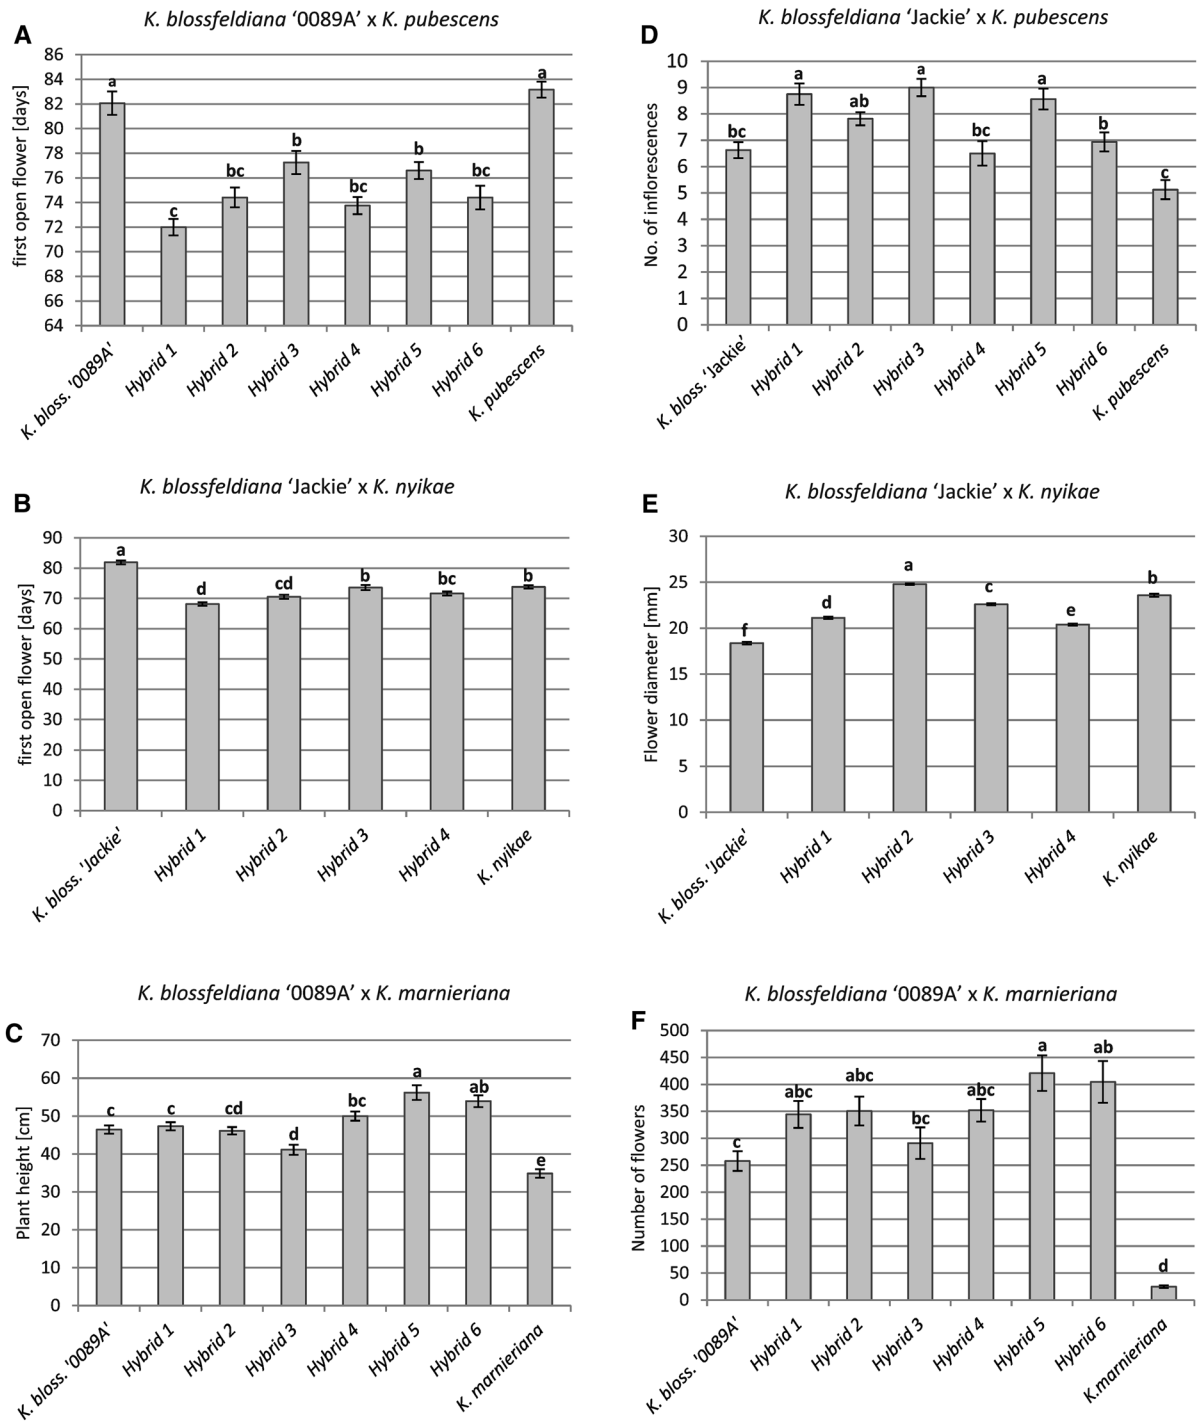 A
K. blossfeldiana ‘0089A’ x K. pubescens
first open flower [days]
86
84
82
80
78
76
74
72
70
68
66
64
a
c
bc
b
bc
b
bc
a
K. bloss. '0089A'
Hybrid 1
Hybrid 2
Hybrid 3
Hybrid 4
Hybrid 5
Hybrid 6
K. pubescens
D
K. blossfeldiana ‘Jackie’ x K. pubescens
No. of inflorescences
10
9
8
7
6
5
4
3
2
1
0
bc
a
ab
a
bc
a
b
c
K. bloss. ‘Jackie’
Hybrid 1
Hybrid 2
Hybrid 3
Hybrid 4
Hybrid 5
Hybrid 6
K. pubescens
B
K. blossfeldiana ‘Jackie’ x K. nyikae
first open flower [days]
90
80
70
60
50
40
30
20
10
0
a
d
cd
b
bc
b
K. bloss. 'Jackie'
Hybrid 1
Hybrid 2
Hybrid 3
Hybrid 4
K. nyikae
E
K. blossfeldiana ‘Jackie’ x K. nyikae
Flower diameter [mm]
30
25
20
15
10
5
0
f
d
a
c
e
b
K. bloss. 'Jackie'
Hybrid 1
Hybrid 2
Hybrid 3
Hybrid 4
K. nyikae
C
K. blossfeldiana ‘0089A’ x K. marnieriana
Plant height [cm]
70
60
50
40
30
20
10
0
c
c
cd
d
bc
a
ab
e
K. bloss. '0089A'
Hybrid 1
Hybrid 2
Hybrid 3
Hybrid 4
Hybrid 5
Hybrid 6
K. marnieriana
F
K. blossfeldiana ‘0089A’ x K. marnieriana
Number of flowers
500
450
400
350
300
250
200
150
100
50
0
c
abc
abc
bc
abc
a
ab
d
K. bloss. '0089A'
Hybrid 1
Hybrid 2
Hybrid 3
Hybrid 4
Hybrid 5
Hybrid 6
K.marnieriana